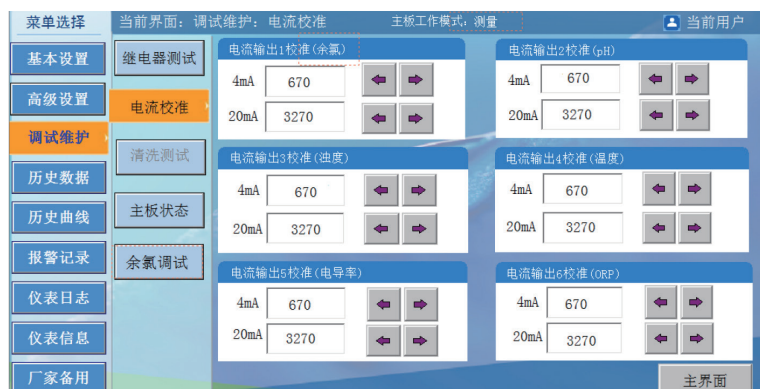 菜单选择
当前界面：调试维护：电流校准
主板工作模式：测量
当前用户
基本设置
高级设置
调试维护
历史数据
历史曲线
报警记录
仪表日志
仪表信息
厂家备用
继电器测试
电流校准
清洗测试
主板状态
余氯调试
电流输出1校准(余氯)
4mA 670
20mA 3270
电流输出2校准(pH)
4mA 670
20mA 3270
电流输出3校准(浊度)
4mA 670
20mA 3270
电流输出4校准(温度)
4mA 670
20mA 3270
电流输出5校准(电导率)
4mA 670
20mA 3270
电流输出6校准(ORP)
4mA 670
20mA 3270
主界面